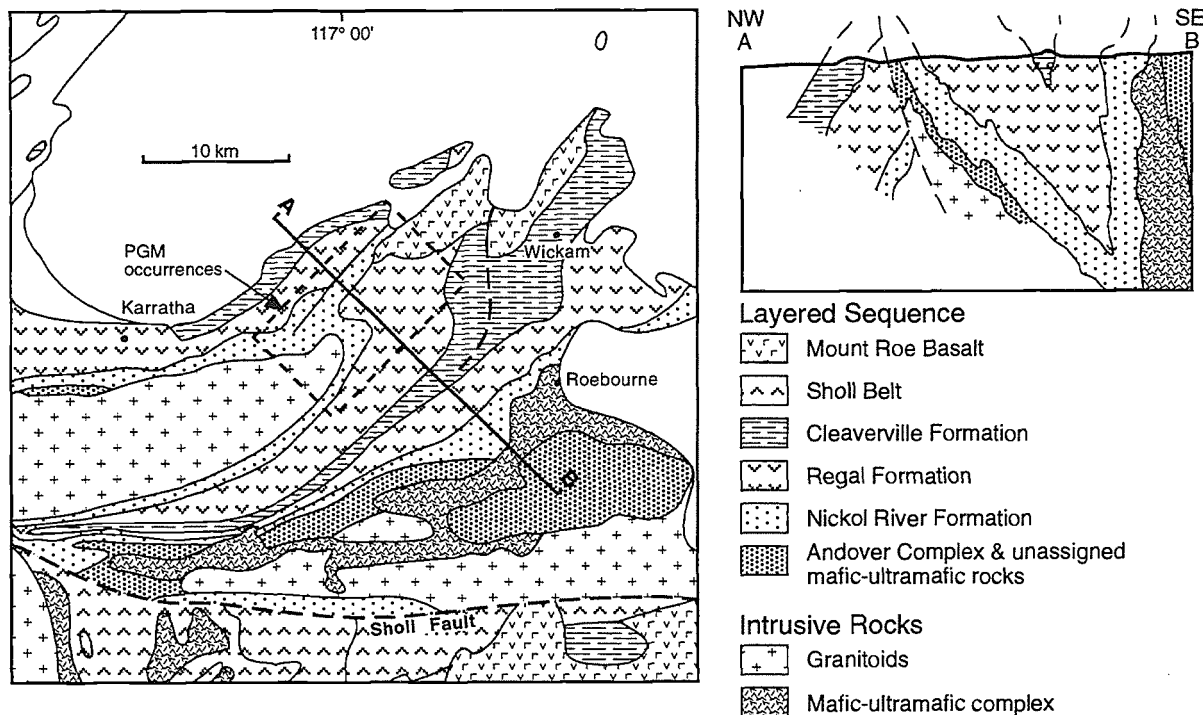 117° 00'
10 km
A
PGM
occurrences
Karratha
Wickam
Roebourne
B
Sholl Fault
NW
A
SE
B
Layered Sequence
Mount Roe Basalt
Sholl Belt
Cleaverville Formation
Regal Formation
Nickol River Formation
Andover Complex & unassigned
mafic-ultramafic rocks
Intrusive Rocks
Granitoids
Mafic-ultramafic complex